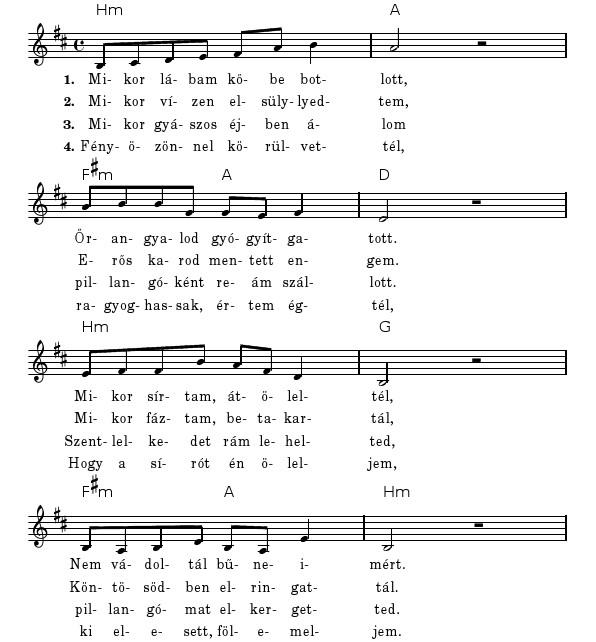 Hm A
1. Mi- kor lá- bam kö- be bot- lott,
2. Mi- kor ví- zen el- süly- lyed- tem,
3. Mi- kor gyá- szos éj- ben á- lom
4. Fény- ö- zön- nel kö- rül- vet- tél,
F#m A D
Őr- an- gya- lod gyó- gyít- ga- tott.
E- rős ka- rod men- tett en- gem.
pil- lan- gó- ként re- ám szál- lott.
ra- gyog- has- sak, ér- tem ég- tél,
Hm G
Mi- kor sír- tam, át- ö- lel- tél,
Mi- kor fáz- tam, be- ta- kar- tál,
Szent- lel- ke- det rám le- hel- ted,
Hogy a sí- rót én ö- lel- jem,
F#m A Hm
Nem vá- dol- tál bű- ne- i- mért.
Kön- tö- söd- ben el- rin- gat- tál.
pil- lan- gó- mat el- ker- get- ted.
ki el- e- sett, föl- e- mel- jem.